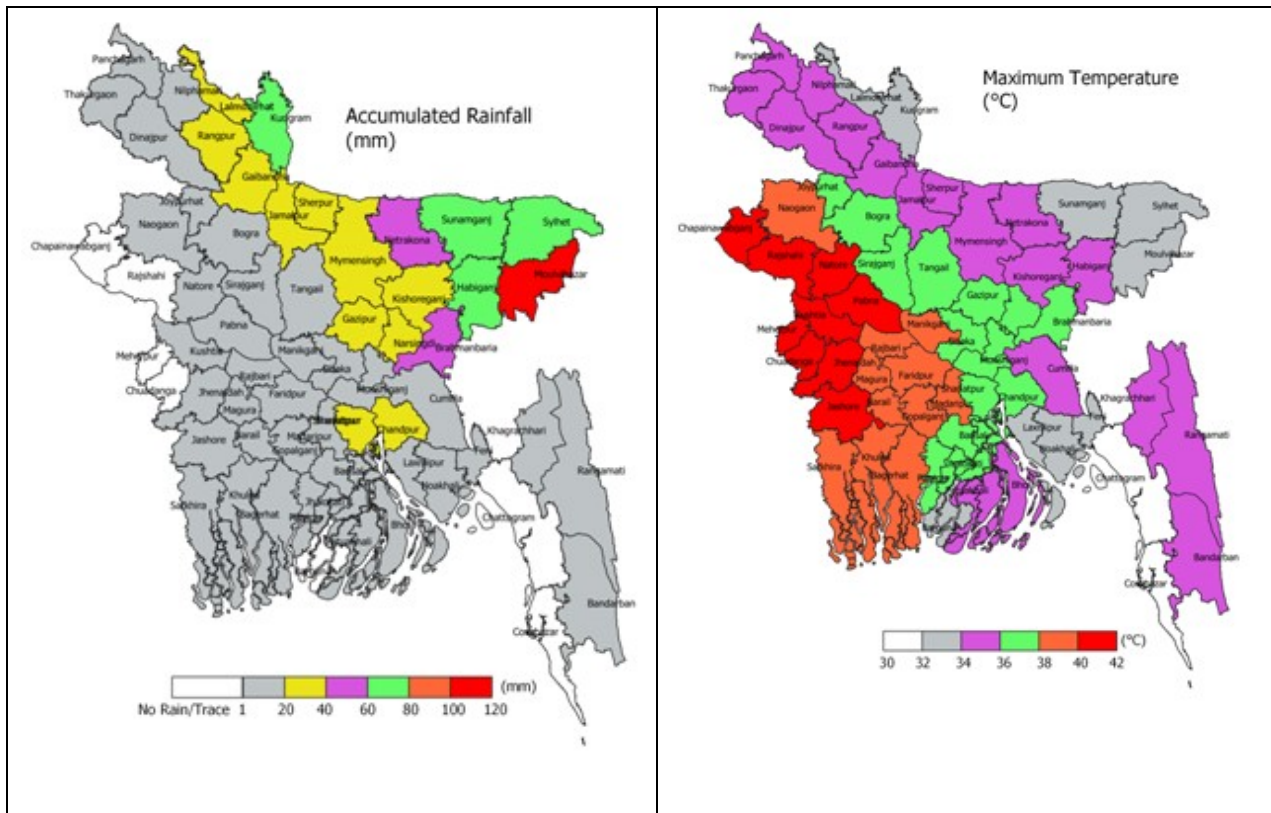 Panchagarh
Thakurgaon
Nilphamari
Lalmonirhat
Kurigram
Dinajpur
Rangpur
Gaibandha
Accumulated Rainfall
(mm)
Joypurhat
Sherpur
Jamalpur
Naogaon
Bogra
Netrakona
Sunamganj
Sylhet
Chapainawabganj
Mymensingh
Moulvibazar
Rajshahi
Natore
Sirajganj
Tangail
Kishoreganj
Habiganj
Gazipur
Pabna
Narsingdi
Brahmanbaria
Meherpur
Kushtia
Manikganj
Dhaka
Chuadanga
Rajbari
Munshiganj
Cumilla
Jhenaidah
Faridpur
Magura
Khagrachhari
Chandpur
Jashore
Narail
Madaripur
Feni
Gopalganj
Laxmipur
Rangamati
Satkhira
Khulna
Barisal
Noakhali
Bagerhat
Chattagram
Bandarban
No Rain/Trace 1 20 40 60 80 100 120 (mm)
Maximum Temperature
(°C)
Panchagarh
Thakurgaon
Nilphamari
Lalmonirhat
Kurigram
Dinajpur
Rangpur
Gaibandha
Joypurhat
Sherpur
Jamalpur
Naogaon
Bogra
Netrakona
Sunamganj
Sylhet
Chapainawabganj
Mymensingh
Moulvibazar
Rajshahi
Natore
Sirajganj
Tangail
Kishoreganj
Habiganj
Gazipur
Pabna
Brahmanbaria
Manikganj
Dhaka
Rajbari
Munshiganj
Cumilla
Jhenaidah
Faridpur
Magura
Shariatpur
Khagrachhari
Chandpur
Jashore
Narail
Gopalganj
Feni
Laxmipur
Rangamati
Satkhira
Khulna
Noakhali
Bagerhat
Chattagram
Bandarban
(°C)
30 32 34 36 38 40 42